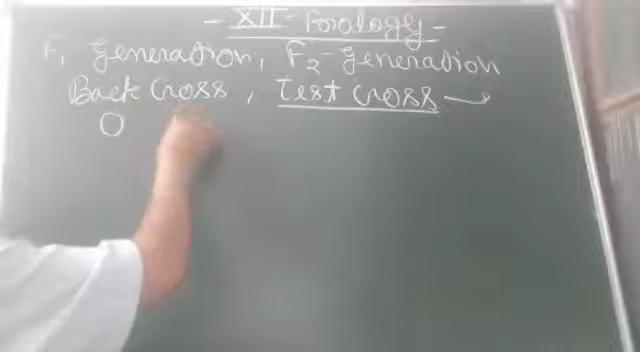 - XII - Biology -
F₁ generation, F₂ - generation
Back cross, Test cross →
O